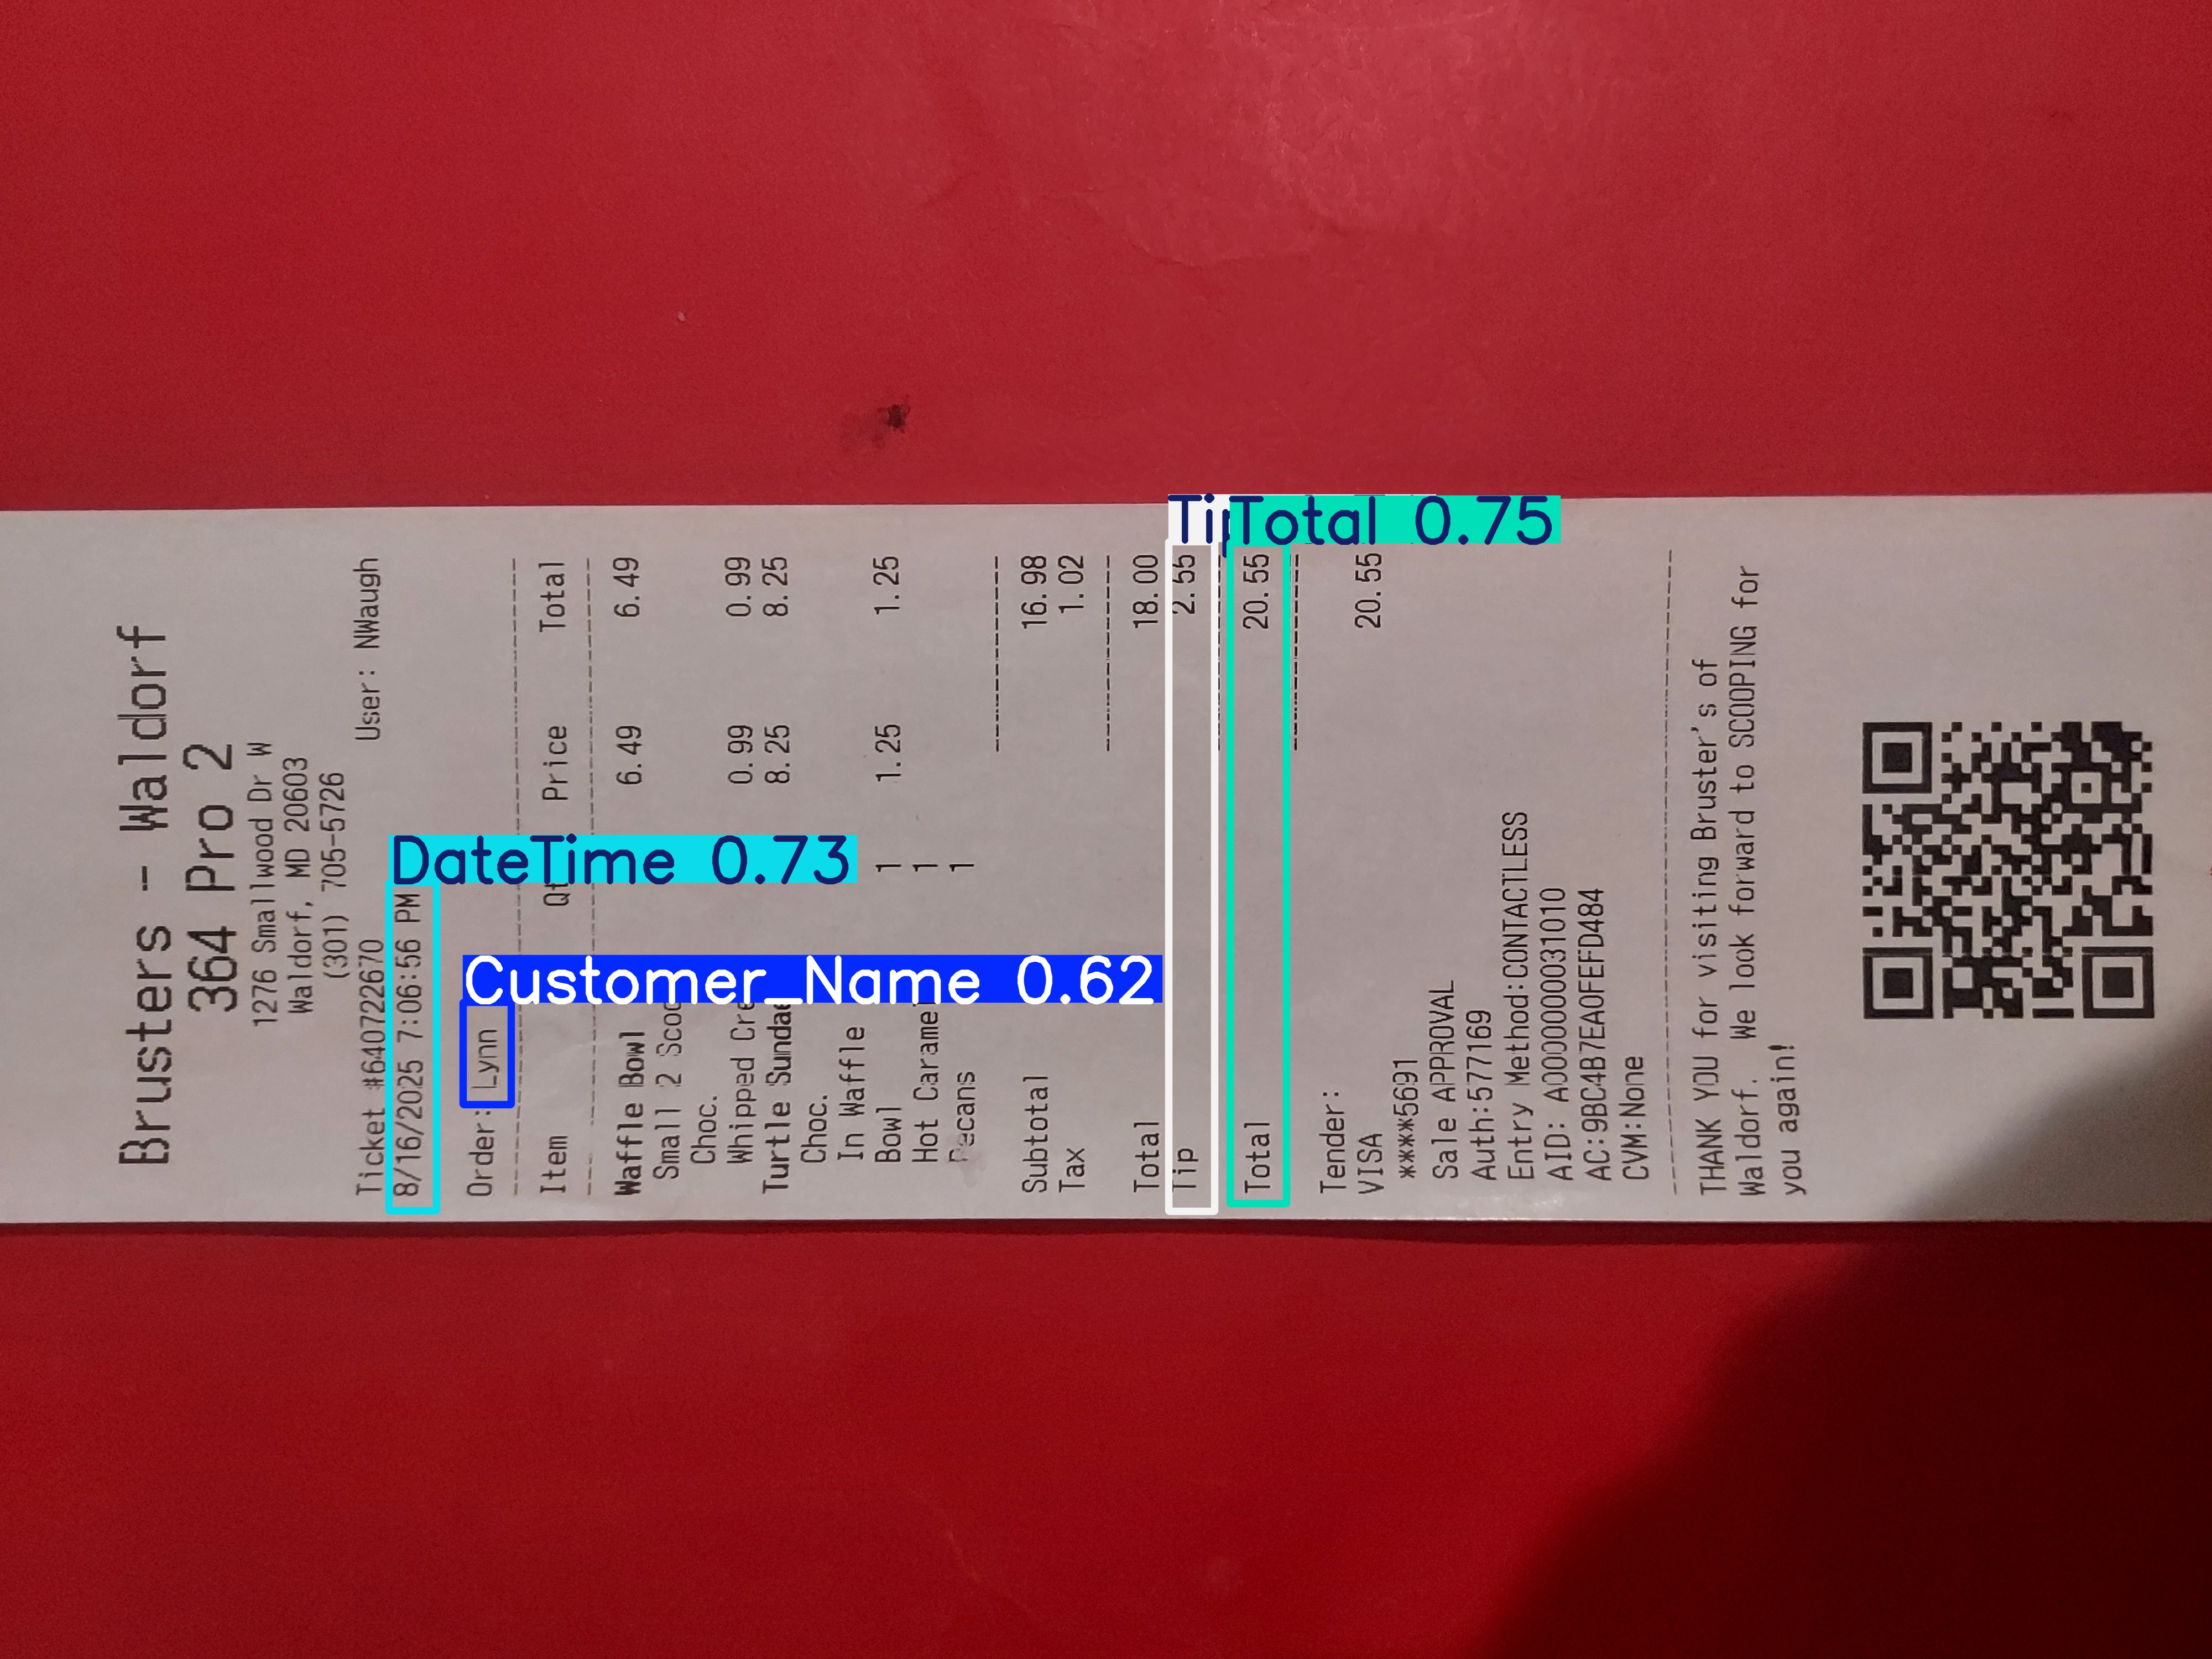 Brusters - Waldorf
364 Pro 2
1276 Smallwood Dr W
Waldorf, MD 20603
(301) 705-5726
Ticket #640722670 User: NWaugh
8/16/2025 7:06:56 PM
DateTime 0.73
Order: Lynn
Customer_Name 0.62
Item Price Total
Waffle Bowl 6.49 6.49
Small 2 Scoo
Choc.
Whipped Cre 0.99 0.99
Turtle Sundae 8.25 8.25
Choc.
In Waffle
Bowl 1 1.25 1.25
Hot Caramel 1
Pecans 1
Subtotal 16.98
Tax 1.02
Total 18.00
Tip 2.55
Tip
Total 0.75
Total 20.55
Tender:
VISA 20.55
****5691
Sale APPROVAL
Auth:577169
Entry Method:CONTACTLESS
AID: A0000000031010
AC:9BC4B7EA0FEFD484
CVM:None
THANK YOU for visiting Bruster's of
Waldorf. We look forward to SCOOPING for
you again!